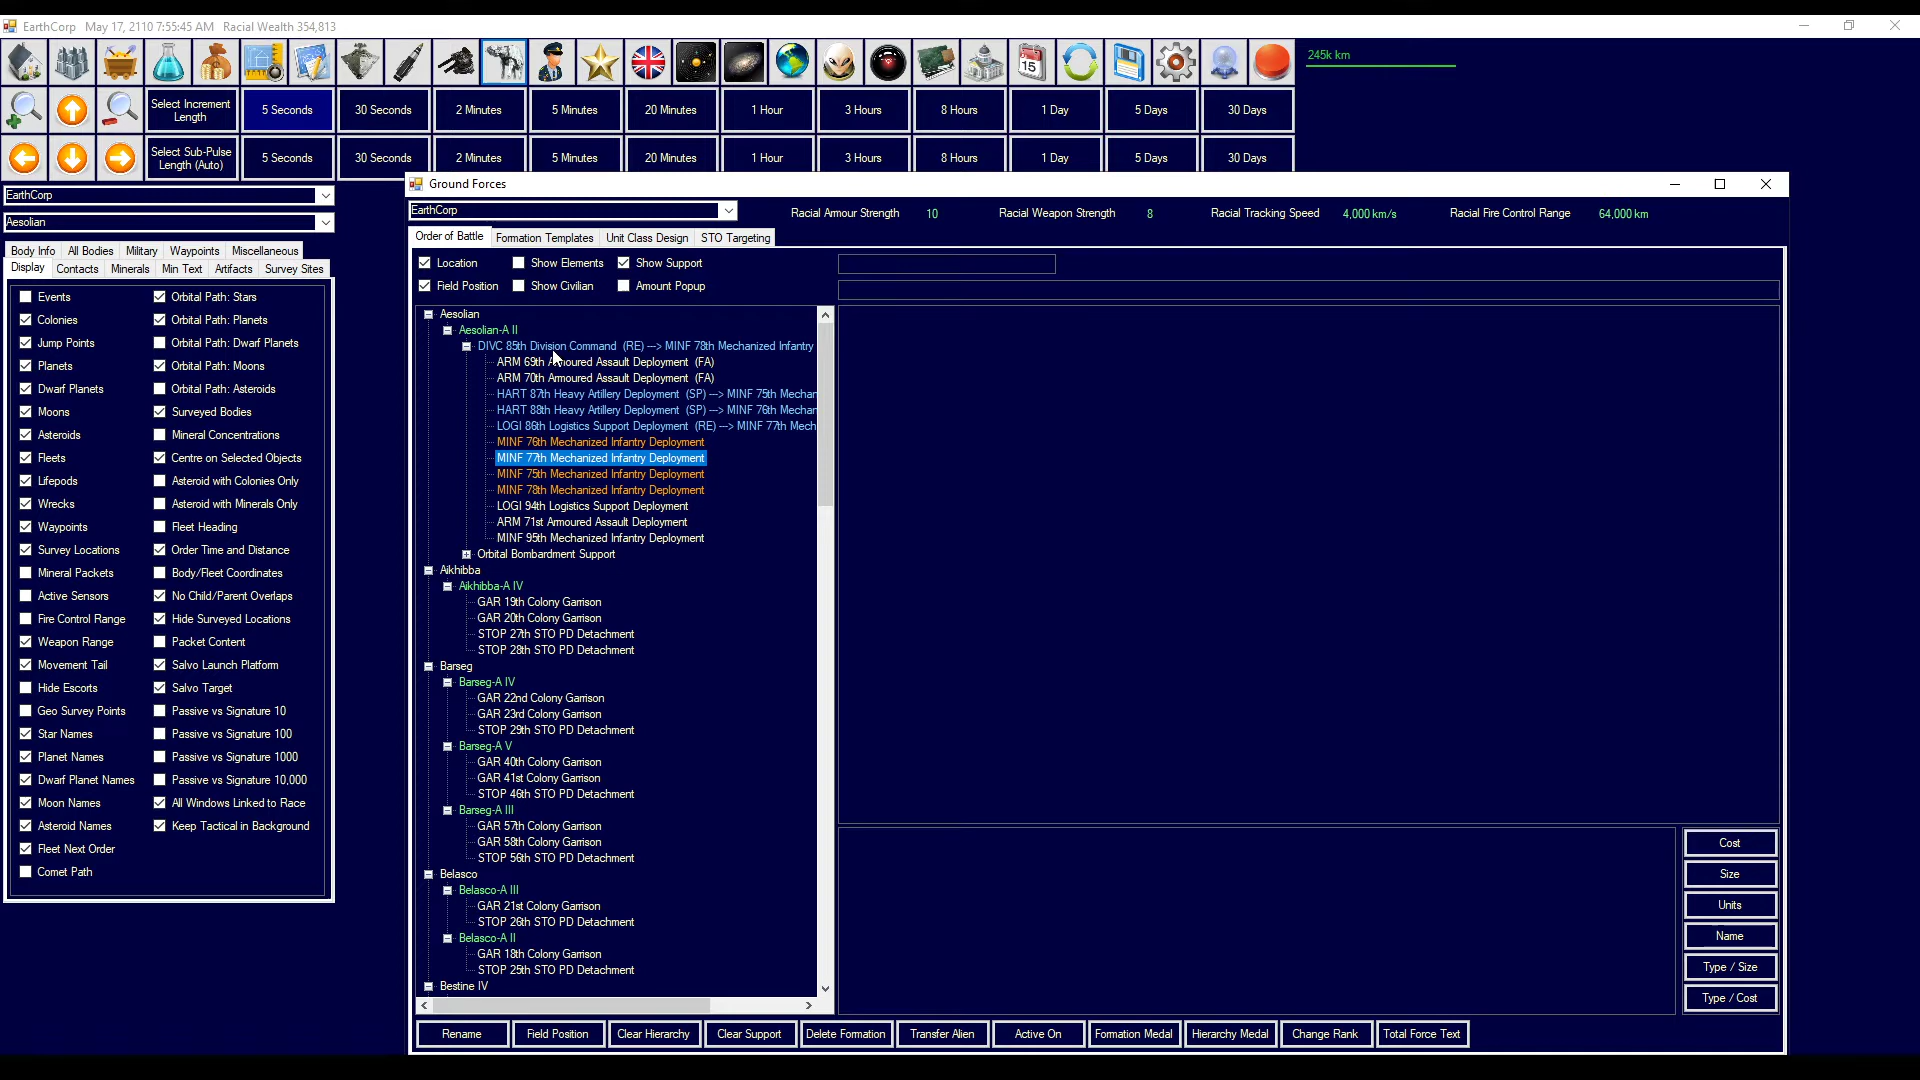 EarthCorp May 17, 2110 7:55:45 AM Racial Wealth 354,813
245k km
15
Select Increment Length
5 Seconds
30 Seconds
2 Minutes
5 Minutes
20 Minutes
1 Hour
3 Hours
8 Hours
1 Day
5 Days
30 Days
Select Sub-Pulse Length (Auto)
5 Seconds
30 Seconds
2 Minutes
5 Minutes
20 Minutes
1 Hour
3 Hours
8 Hours
1 Day
5 Days
30 Days
EarthCorp
Aesolian
Body Info All Bodies Military Waypoints Miscellaneous
Display Contacts Minerals Min Text Artifacts Survey Sites
Events
Colonies
Jump Points
Planets
Dwarf Planets
Moons
Asteroids
Fleets
Lifepods
Wrecks
Waypoints
Survey Locations
Mineral Packets
Active Sensors
Fire Control Range
Weapon Range
Movement Tail
Hide Escorts
Geo Survey Points
Star Names
Planet Names
Dwarf Planet Names
Moon Names
Asteroid Names
Fleet Next Order
Comet Path
Orbital Path: Stars
Orbital Path: Planets
Orbital Path: Dwarf Planets
Orbital Path: Moons
Orbital Path: Asteroids
Surveyed Bodies
Mineral Concentrations
Centre on Selected Objects
Asteroid with Colonies Only
Asteroid with Minerals Only
Fleet Heading
Order Time and Distance
Body/Fleet Coordinates
No Child/Parent Overlaps
Hide Surveyed Locations
Packet Content
Salvo Launch Platform
Salvo Target
Passive vs Signature 10
Passive vs Signature 100
Passive vs Signature 1000
Passive vs Signature 10,000
All Windows Linked to Race
Keep Tactical in Background
Ground Forces
EarthCorp
Racial Armour Strength 10
Racial Weapon Strength 8
Racial Tracking Speed 4,000 km/s
Racial Fire Control Range 64,000 km
Order of Battle Formation Templates Unit Class Design STO Targeting
Location Show Elements Show Support
Field Position Show Civilian Amount Popup
Aesolian
Aesolian-A II
DIVC 85th Division Command (RE) --> MINF 78th Mechanized Infantry
ARM 69th Armoured Assault Deployment (FA)
ARM 70th Armoured Assault Deployment (FA)
HART 87th Heavy Artillery Deployment (SP) --> MINF 75th Mechan
HART 88th Heavy Artillery Deployment (SP) --> MINF 76th Mechan
LOGI 86th Logistics Support Deployment (RE) --> MINF 77th Mech
MINF 76th Mechanized Infantry Deployment
MINF 77th Mechanized Infantry Deployment
MINF 75th Mechanized Infantry Deployment
MINF 78th Mechanized Infantry Deployment
LOGI 94th Logistics Support Deployment
ARM 71st Armoured Assault Deployment
MINF 95th Mechanized Infantry Deployment
Orbital Bombardment Support
Aikhibba
Aikhibba-A IV
GAR 19th Colony Garrison
GAR 20th Colony Garrison
STOP 27th STO PD Detachment
STOP 28th STO PD Detachment
Barseg
Barseg-A IV
GAR 22nd Colony Garrison
GAR 23rd Colony Garrison
STOP 29th STO PD Detachment
Barseg-A V
GAR 40th Colony Garrison
GAR 41st Colony Garrison
STOP 46th STO PD Detachment
Barseg-A III
GAR 57th Colony Garrison
GAR 58th Colony Garrison
STOP 56th STO PD Detachment
Belasco
Belasco-A III
GAR 21st Colony Garrison
STOP 26th STO PD Detachment
Belasco-A II
GAR 18th Colony Garrison
STOP 25th STO PD Detachment
Bestine IV
Cost
Size
Units
Name
Type / Size
Type / Cost
Rename
Field Position
Clear Hierarchy
Clear Support
Delete Formation
Transfer Alien
Active On
Formation Medal
Hierarchy Medal
Change Rank
Total Force Text